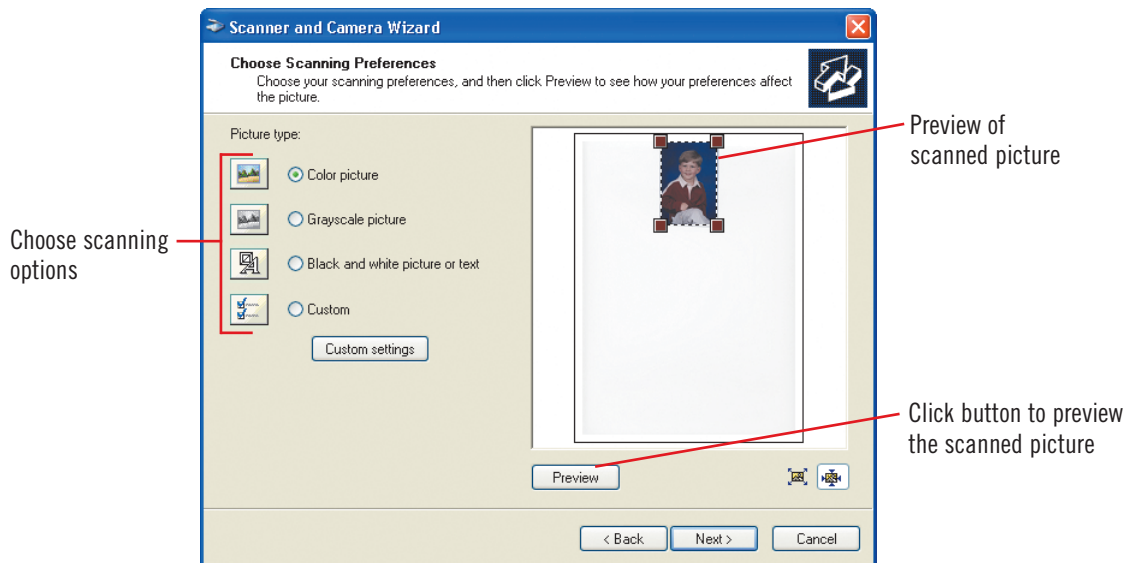 Scanner and Camera Wizard
Choose Scanning Preferences
Choose your scanning preferences, and then click Preview to see how your preferences affect
the picture.
Picture type:
Color picture
Grayscale picture
Black and white picture or text
Custom
Custom settings
Preview
< Back
Next >
Cancel
Choose scanning
options
Preview of
scanned picture
Click button to preview
the scanned picture